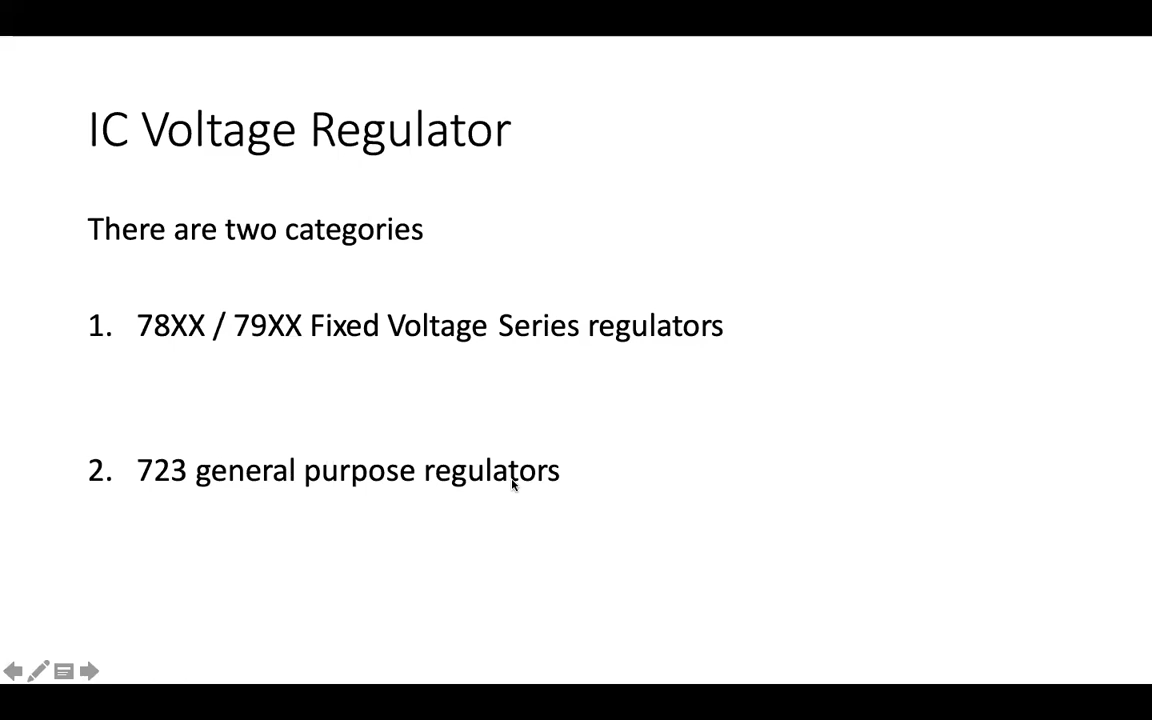 IC Voltage Regulator
There are two categories
1. 78XX / 79XX Fixed Voltage Series regulators
2. 723 general purpose regulators